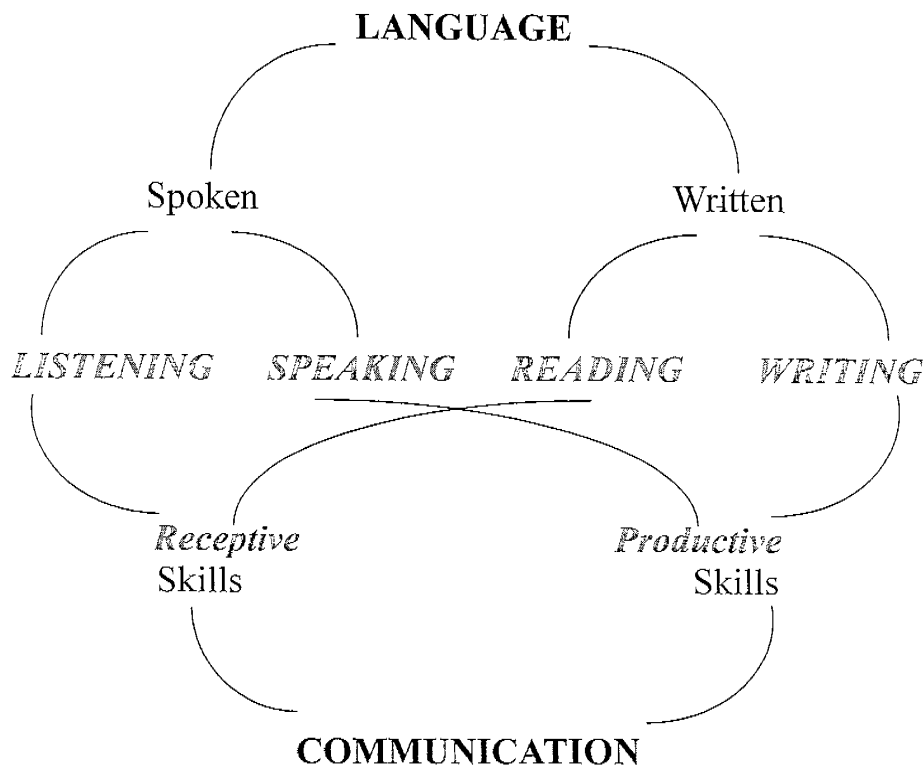 LANGUAGE
Spoken Written
LISTENING SPEAKING READING WRITING
Receptive Productive
Skills Skills
COMMUNICATION